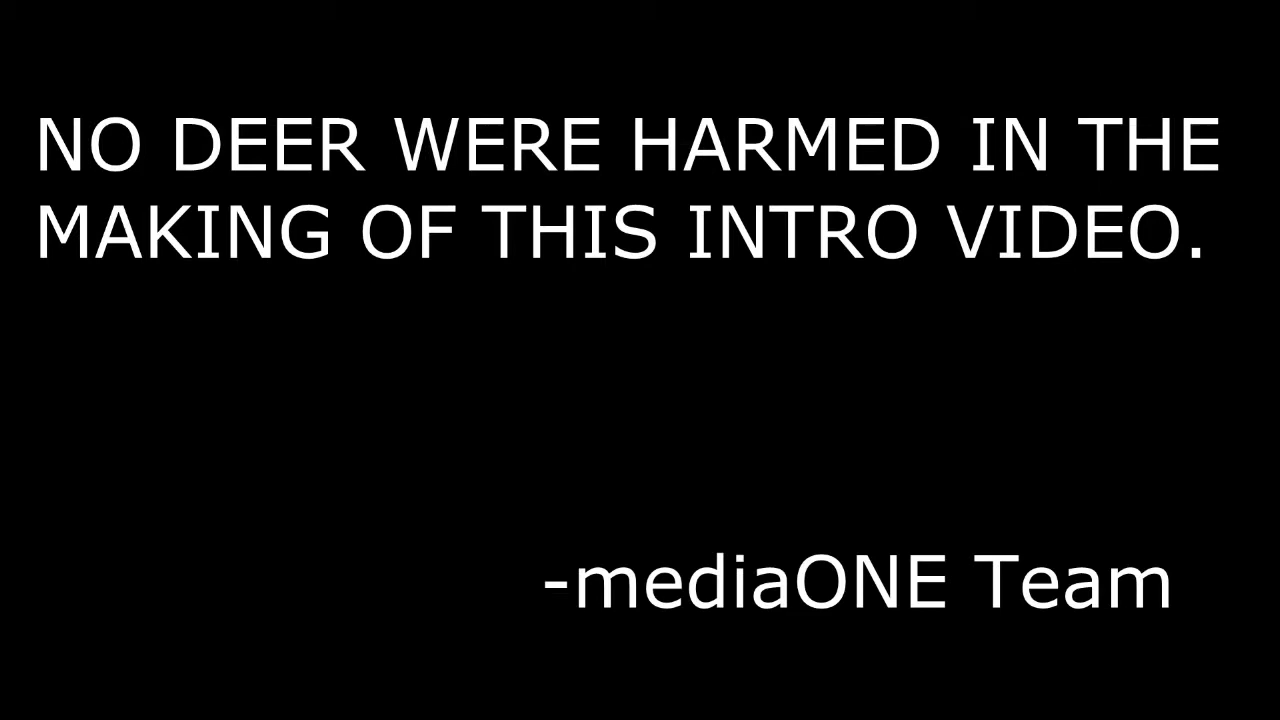 NO DEER WERE HARMED IN THE
MAKING OF THIS INTRO VIDEO.
-mediaONE Team